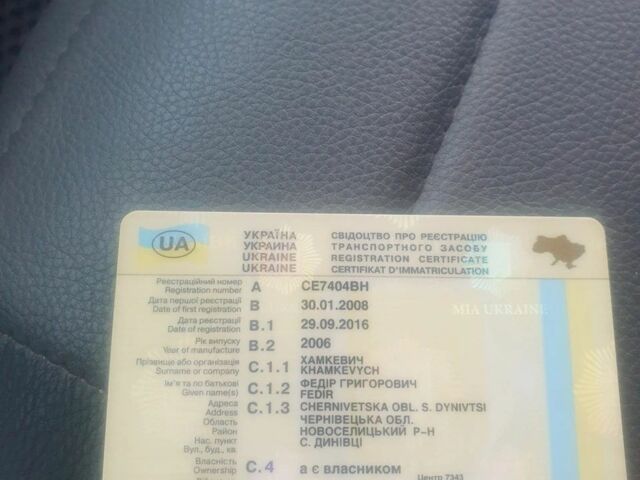 UA
УКРАЇНА СВІДОЦТВО ПРО РЕЄСТРАЦІЮ
УКРАИНА ТРАНСПОРТНОГО ЗАСОБУ
UKRAINE REGISTRATION CERTIFICATE
UKRAINE CERTIFIKAT D'IMMATRICULATION
Реєстраційний номер
Registration number A CE7404BH
MIA UKRAINE
Дата першої реєстрації
Date of first registration B 30.01.2008
Дата реєстрації
Date of registration B.1 29.09.2016
Рік випуску
Year of manufacture B.2 2006
Прізвище або організація C.1.1 ХАМКЕВИЧ
Surname or company KHAMKEVYCH
Ім'я та по батькові C.1.2 ФЕДІР ГРИГОРОВИЧ
Given name(s) FEDIR
Адреса C.1.3 CHERNIVETSKA OBL. S. DYNIVTSI
Address ЧЕРНІВЕЦЬКА ОБЛ.
Область НОВОСЕЛИЦЬКИЙ Р-Н
Район С. ДИНІВЦІ
Нас. пункт
Вул., буд., кв.
Власність C.4 а є власником
Ownership
Центр 7343